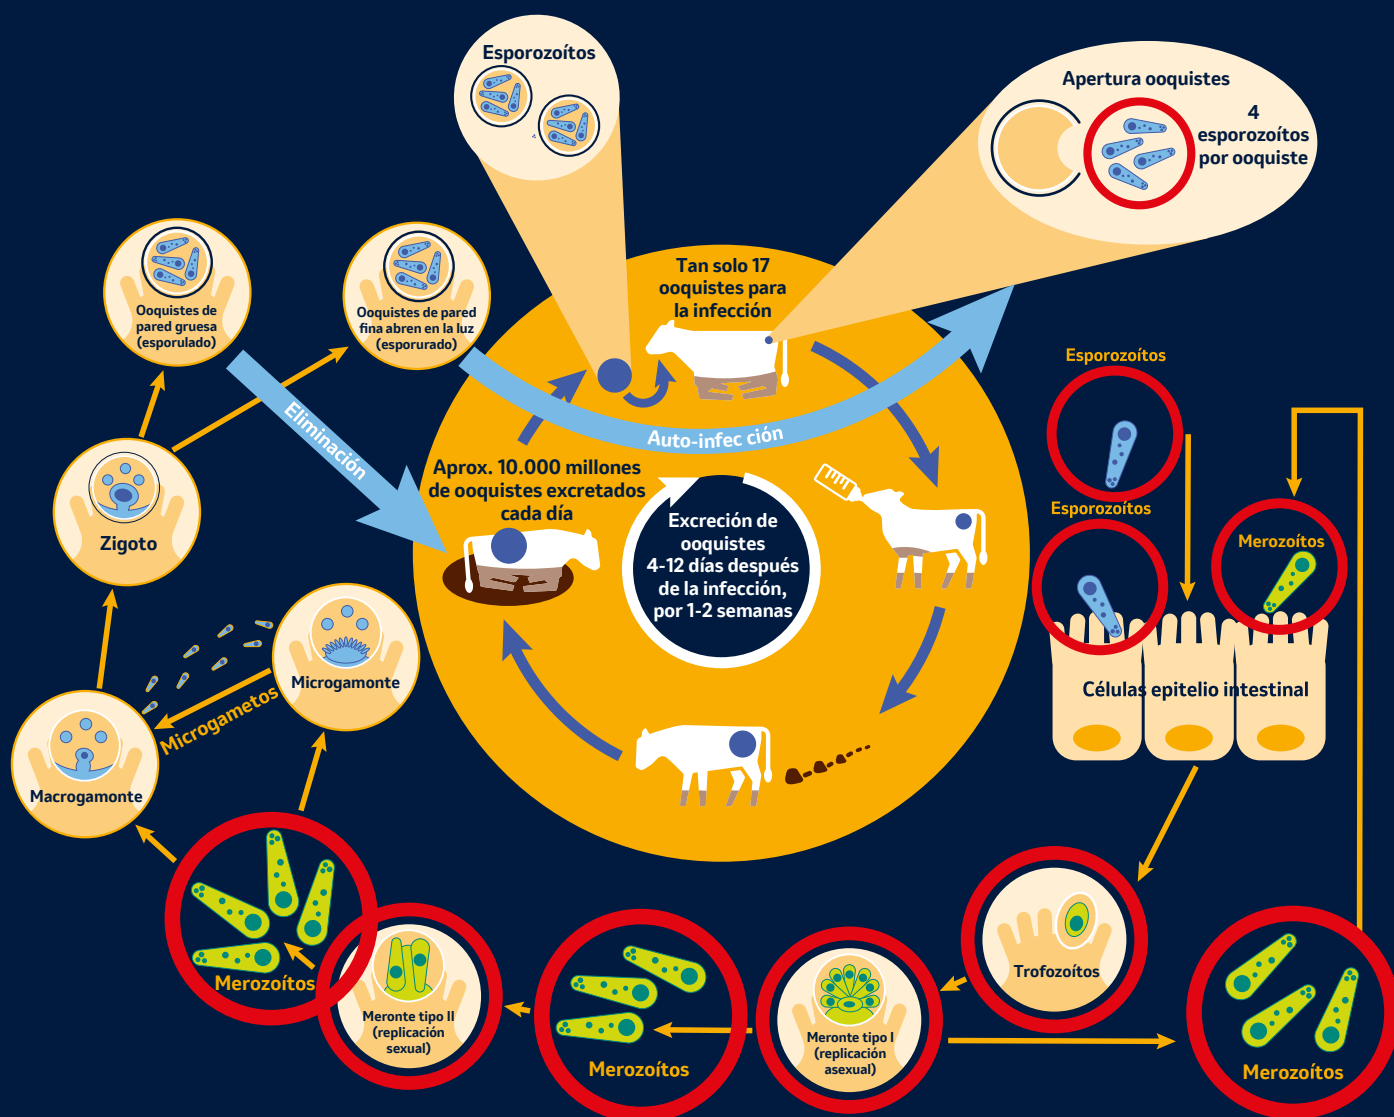 Esporozoítos
Apertura ooquistes
4
esporozoítos
por ooquiste
Ooquistes de
pared gruesa
(esporulado)
Ooquistes de pared
fina abren en la luz
(esporurado)
Tan solo 17
ooquistes para
la infección
Eliminación
Auto-infec ción
Aprox. 10.000 millones
de ooquistes excretados
cada día
Excreción de
ooquistes
4-12 días después
de la infección,
por 1-2 semanas
Esporozoítos
Esporozoítos
Merozoítos
Células epitelio intestinal
Zigoto
Microgamonte
Microgametos
Macrogamonte
Merozoítos
Meronte tipo II
(replicación
sexual)
Merozoítos
Meronte tipo I
(replicación
asexual)
Trofozoítos
Merozoítos